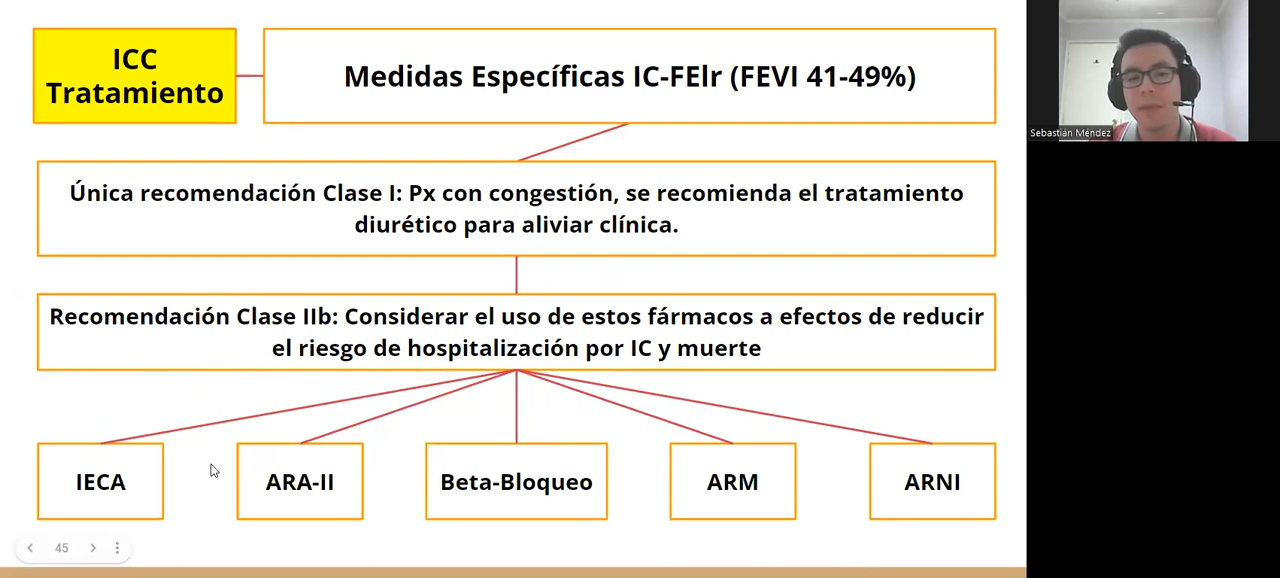 ICC
Tratamiento
Medidas Específicas IC-FElr (FEVI 41-49%)
Única recomendación Clase I: Px con congestión, se recomienda el tratamiento
diurético para aliviar clínica.
Recomendación Clase IIb: Considerar el uso de estos fármacos a efectos de reducir
el riesgo de hospitalización por IC y muerte
IECA
ARA-II
Beta-Bloqueo
ARM
ARNI
45
Sebastián Méndez